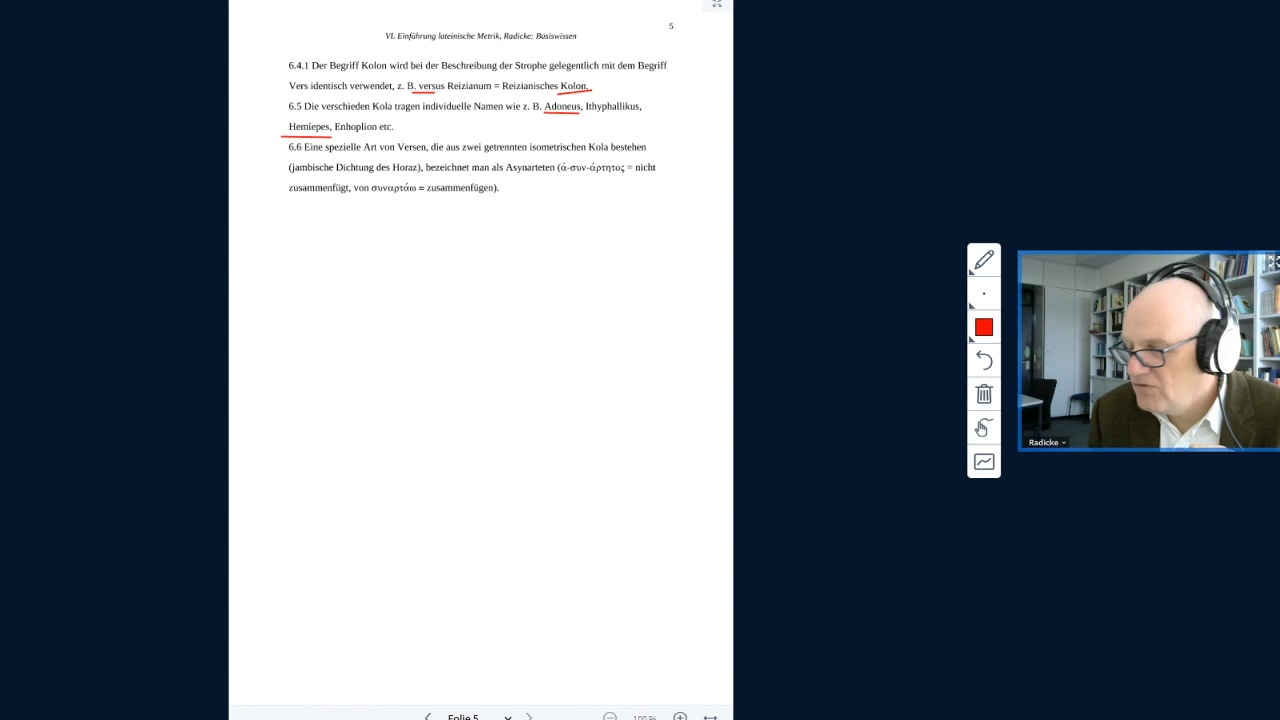 5
VL Einführung lateinische Metrik, Radicke: Basiswissen
6.4.1 Der Begriff Kolon wird bei der Beschreibung der Strophe gelegentlich mit dem Begriff
Vers identisch verwendet, z. B. versus Reizianum = Reizianisches Kolon.
6.5 Die verschieden Kola tragen individuelle Namen wie z. B. Adoneus, Ithyphallikus,
Hemiepes, Enhoplion etc.
6.6 Eine spezielle Art von Versen, die aus zwei getrennten isometrischen Kola bestehen
(jambische Dichtung des Horaz), bezeichnet man als Asynarteten (ἀ-συν-άρτητος = nicht
zusammenfügt, von συναρτάω = zusammenfügen).
Radicke
Folie 5
100 %